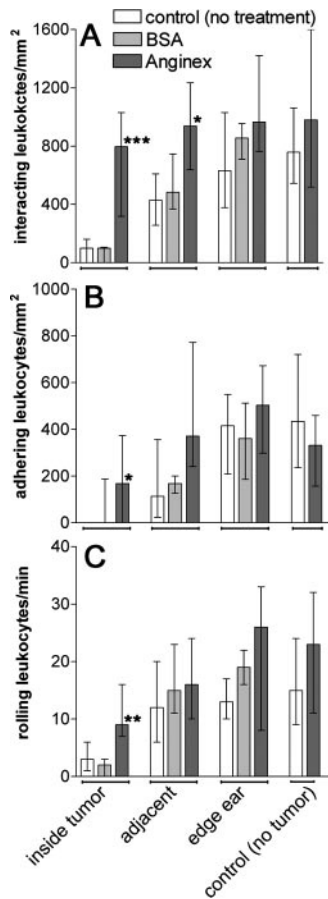 A
control (no treatment)
BSA
Anginex
interacting leukokctes/mm²
1600
1200
800
400
0
***
*
B
adhering leukocytes/mm²
1000
800
600
400
200
0
*
C
rolling leukocytes/min
40
30
20
10
0
**
inside tumor
adjacent
edge ear
control (no tumor)